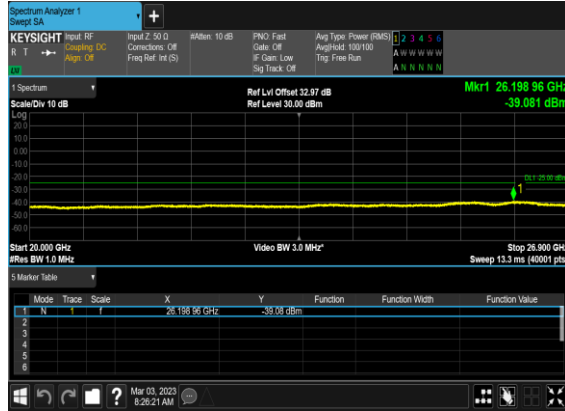 Spectrum Analyzer 1
Swept SA
KEYSIGHT Input: RF Input Z: 50 Ω #Atten: 10 dB PNO: Fast Avg Type: Power (RMS) 1 2 3 4 5 6
R T Coupling: DC Corrections: Off Gate: Off Avg|Hold: 100/100 A W W W W W
Align: Off Freq Ref: Int (S) IF Gain: Low Trig: Free Run
Sig Track: Off A N N N N N
1 Spectrum Ref Lvl Offset 32.97 dB Mkr1 26.198 96 GHz
Scale/Div 10 dB Ref Level 30.00 dBm -39.081 dBm
Log
20.0
10.0
0.00
-10.0
-20.0 DL1 -25.00 dBm
-30.0 1
-40.0
-50.0
-60.0
Start 20.000 GHz Video BW 3.0 MHz* Stop 26.900 GHz
#Res BW 1.0 MHz Sweep 13.3 ms (40001 pts)
5 Marker Table
Mode Trace Scale X Y Function Function Width Function Value
1 N 1 f 26.198 96 GHz -39.08 dBm
2
3
4
5
6
? Mar 03, 2023
8:26:21 AM